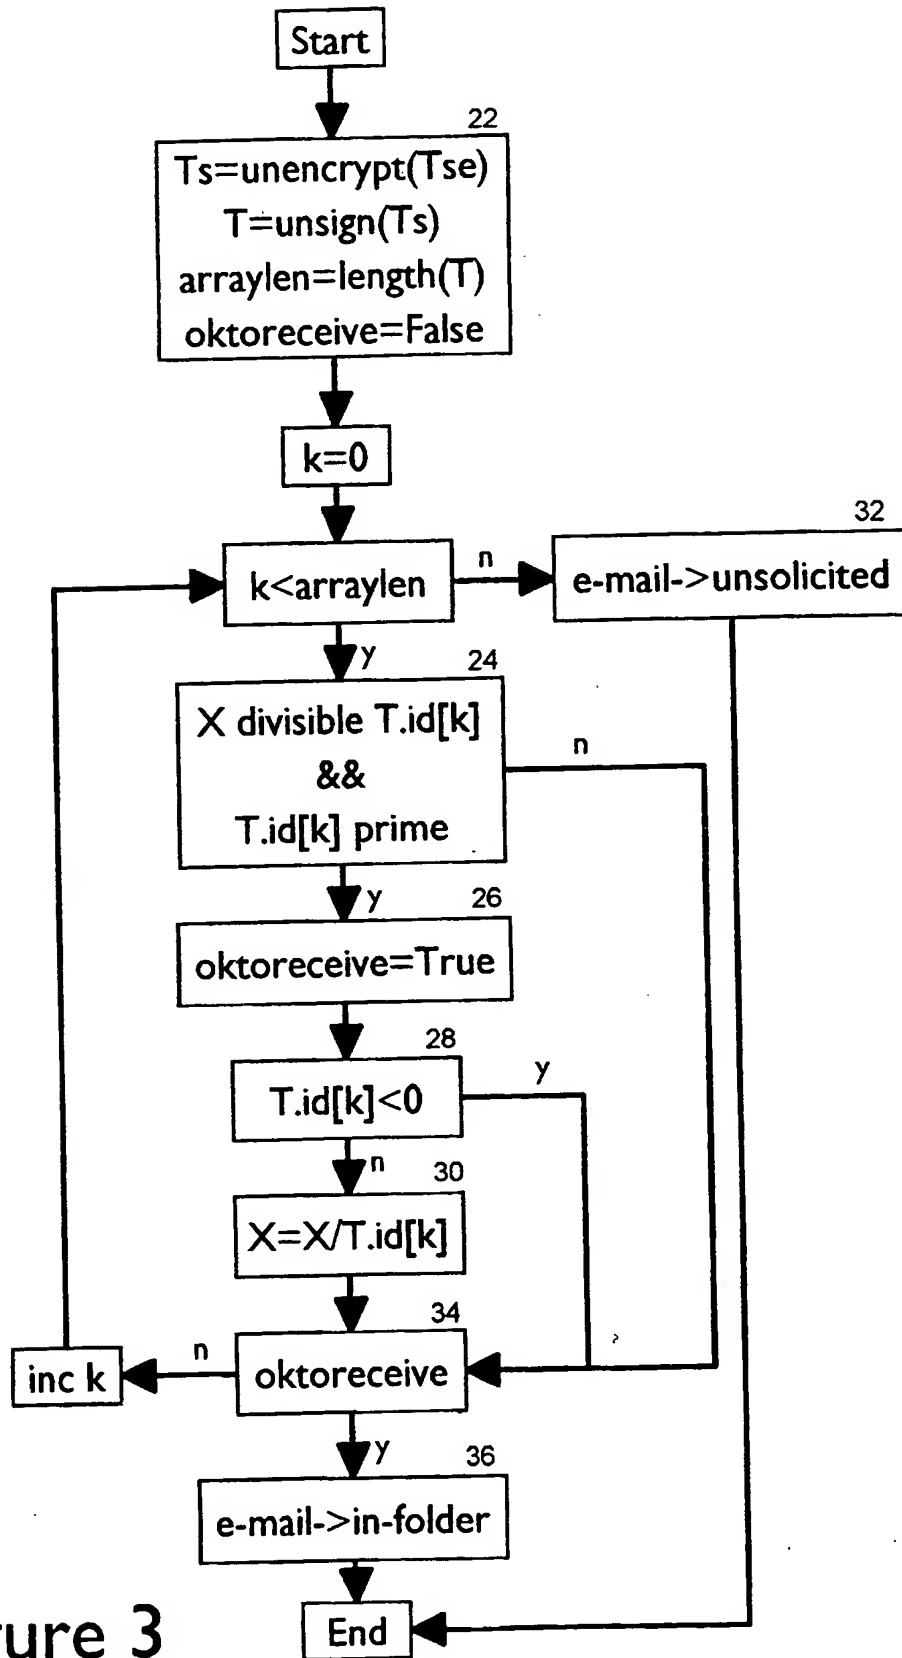 Start
22
Ts=unencrypt(Tse)
T=unsign(Ts)
arraylen=length(T)
oktoreceive=False
k=0
32
k<arraylen
n
e-mail->unsolicited
y
24
X divisible T.id[k]
&&
T.id[k] prime
n
y
26
oktoreceive=True
28
T.id[k]<0
y
n
30
X=X/T.id[k]
34
oktoreceive
n
inc k
y
36
e-mail->in-folder
End
ure 3